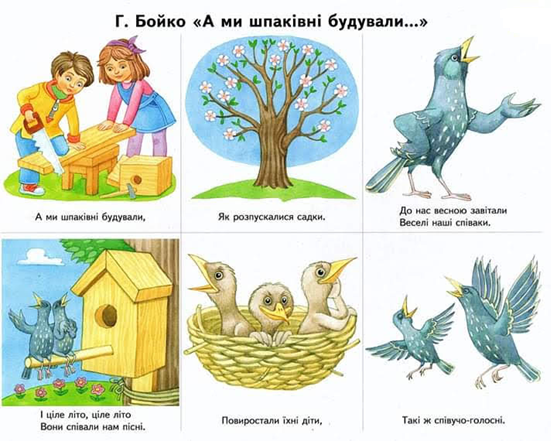 Г. Бойко «А ми шпаківні будували...»
А ми шпаківні будували,
Як розпускалися садки.
До нас весною завітали
Веселі наші співаки.
І ціле літо, ціле літо
Вони співали нам пісні.
Повиростали їхні діти,
Такі ж співучо-голосні.